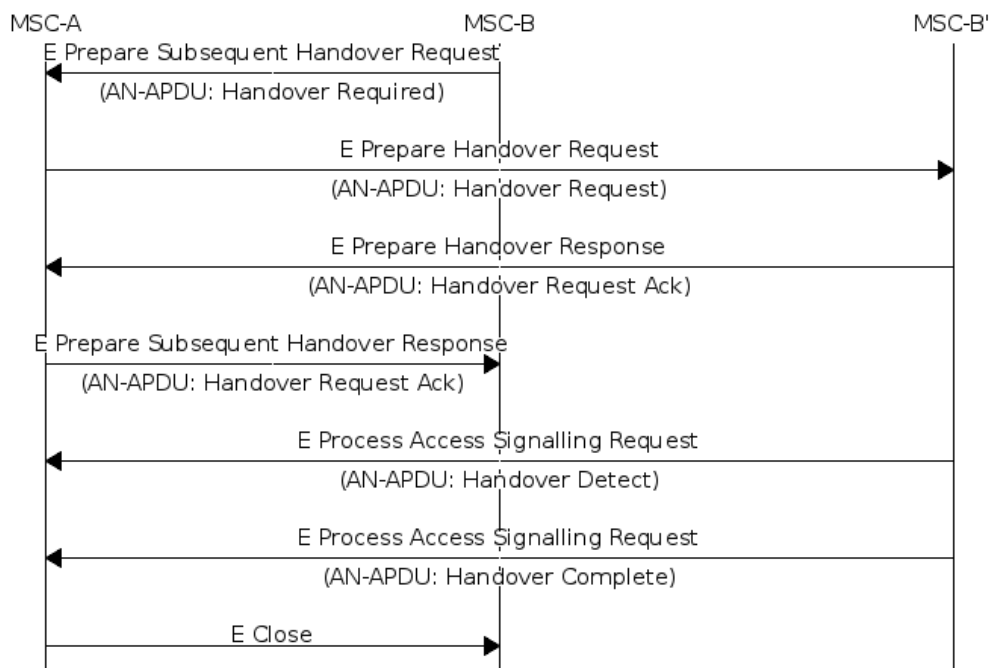 MSC-A MSC-B MSC-B'
E Prepare Subsequent Handover Request
(AN-APDU: Handover Required)
E Prepare Handover Request
(AN-APDU: Handover Request)
E Prepare Handover Response
(AN-APDU: Handover Request Ack)
E Prepare Subsequent Handover Response
(AN-APDU: Handover Request Ack)
E Process Access Signalling Request
(AN-APDU: Handover Detect)
E Process Access Signalling Request
(AN-APDU: Handover Complete)
E Close